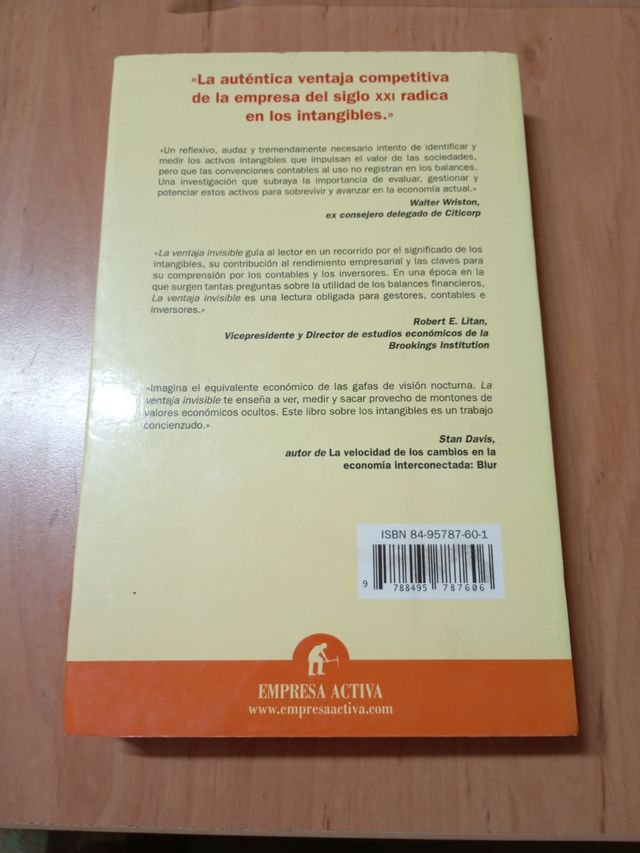 «La auténtica ventaja competitiva
de la empresa del siglo XXI radica
en los intangibles.»
«Un reflexivo, audaz y tremendamente necesario intento de identificar y
medir los activos intangibles que impulsan el valor de las sociedades,
pero que las convenciones contables al uso no registran en los balances.
Una investigación que subraya la importancia de evaluar, gestionar y
potenciar estos activos para sobrevivir y avanzar en la economía actual.»
Walter Wriston,
ex consejero delegado de Citicorp
«La ventaja invisible guía al lector en un recorrido por el significado de los
intangibles, su contribución al rendimiento empresarial y las claves para
su comprensión por los contables y los inversores. En una época en la
que surgen tantas preguntas sobre la utilidad de los balances financieros,
La ventaja invisible es una lectura obligada para gestores, contables e
inversores.»
Robert E. Litan,
Vicepresidente y Director de estudios económicos de la
Brookings Institution
«Imagina el equivalente económico de las gafas de visión nocturna. La
ventaja invisible te enseña a ver, medir y sacar provecho de montones de
valores económicos ocultos. Este libro sobre los intangibles es un trabajo
concienzudo.»
Stan Davis,
autor de La velocidad de los cambios en la
economía interconectada: Blur
ISBN 84-95787-60-1
9 788495 787606
EMPRESA ACTIVA
www.empresaactiva.com